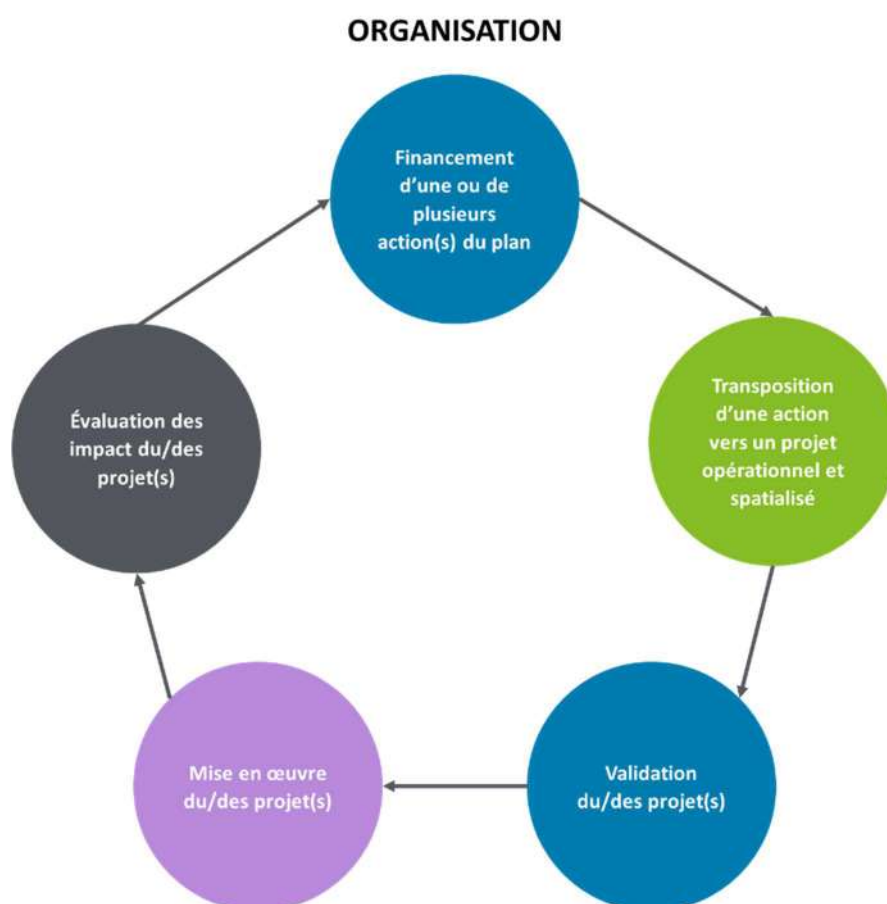 ORGANISATION
Financement
d’une ou de
plusieurs
action(s) du plan
Transposition
d’une action
vers un projet
opérationnel et
spatialisé
Validation
du/des projet(s)
Mise en œuvre
du/des projet(s)
Évaluation des
impact du/des
projet(s)